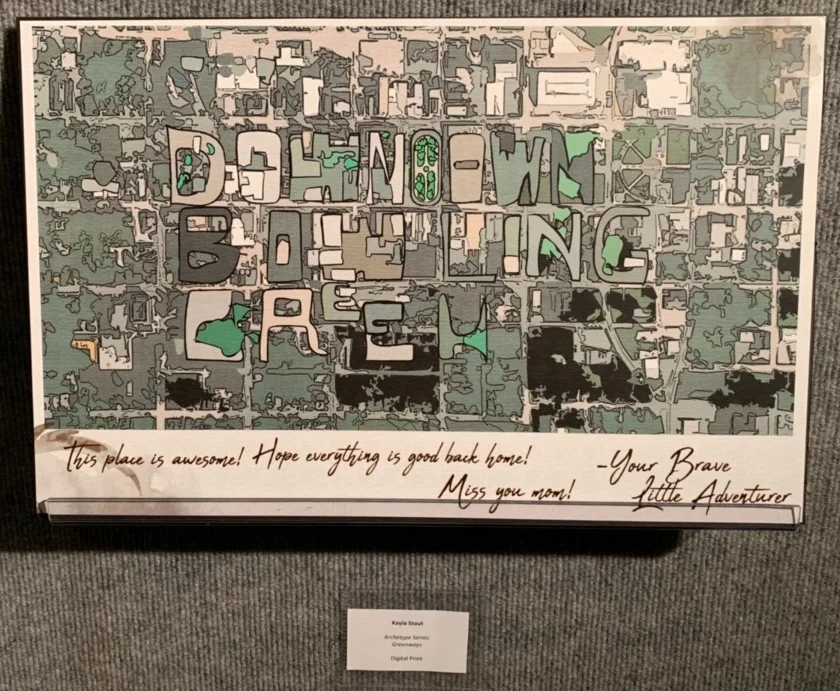 DOWNTOWN
BOWLING
GREEN
this place is awesome! Hope everything is good back home!
Miss you mom!
-Your Brave
Little Adventurer
Kayla Stout
Archetype Series:
Greenways
Digital Print